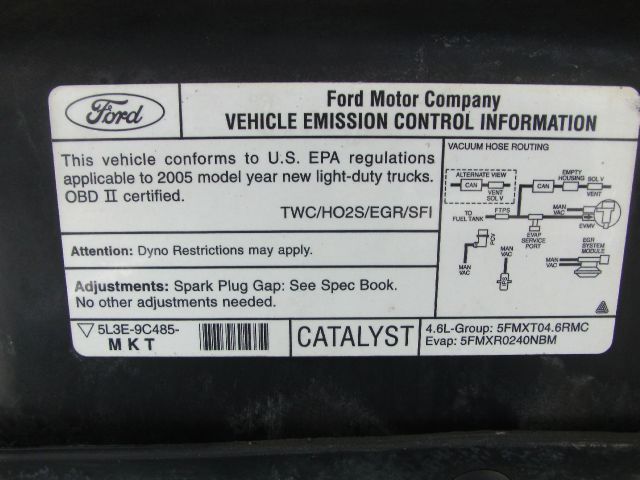 Ford
Ford Motor Company
VEHICLE EMISSION CONTROL INFORMATION
This vehicle conforms to U.S. EPA regulations
applicable to 2005 model year new light-duty trucks.
OBD II certified.
TWC/HO2S/EGR/SFI
Attention: Dyno Restrictions may apply.
Adjustments: Spark Plug Gap: See Spec Book.
No other adjustments needed.
VACUUM HOSE ROUTING
ALTERNATE VIEW
CAN
VENT
SOL V
CAN
EMPTY
HOUSING
SOL V
VENT
TO
FUEL TANK
FTPS
MAN
VAC
EVMV
EVAP
SERVICE
PORT
PCV
MAN
VAC
MAN
VAC
FPRS
MAN
VAC
EGR
SYSTEM
MODULE
5L3E-9C485-
MKT
CATALYST
4.6L-Group: 5FMXT04.6RMC
Evap: 5FMXR0240NBM